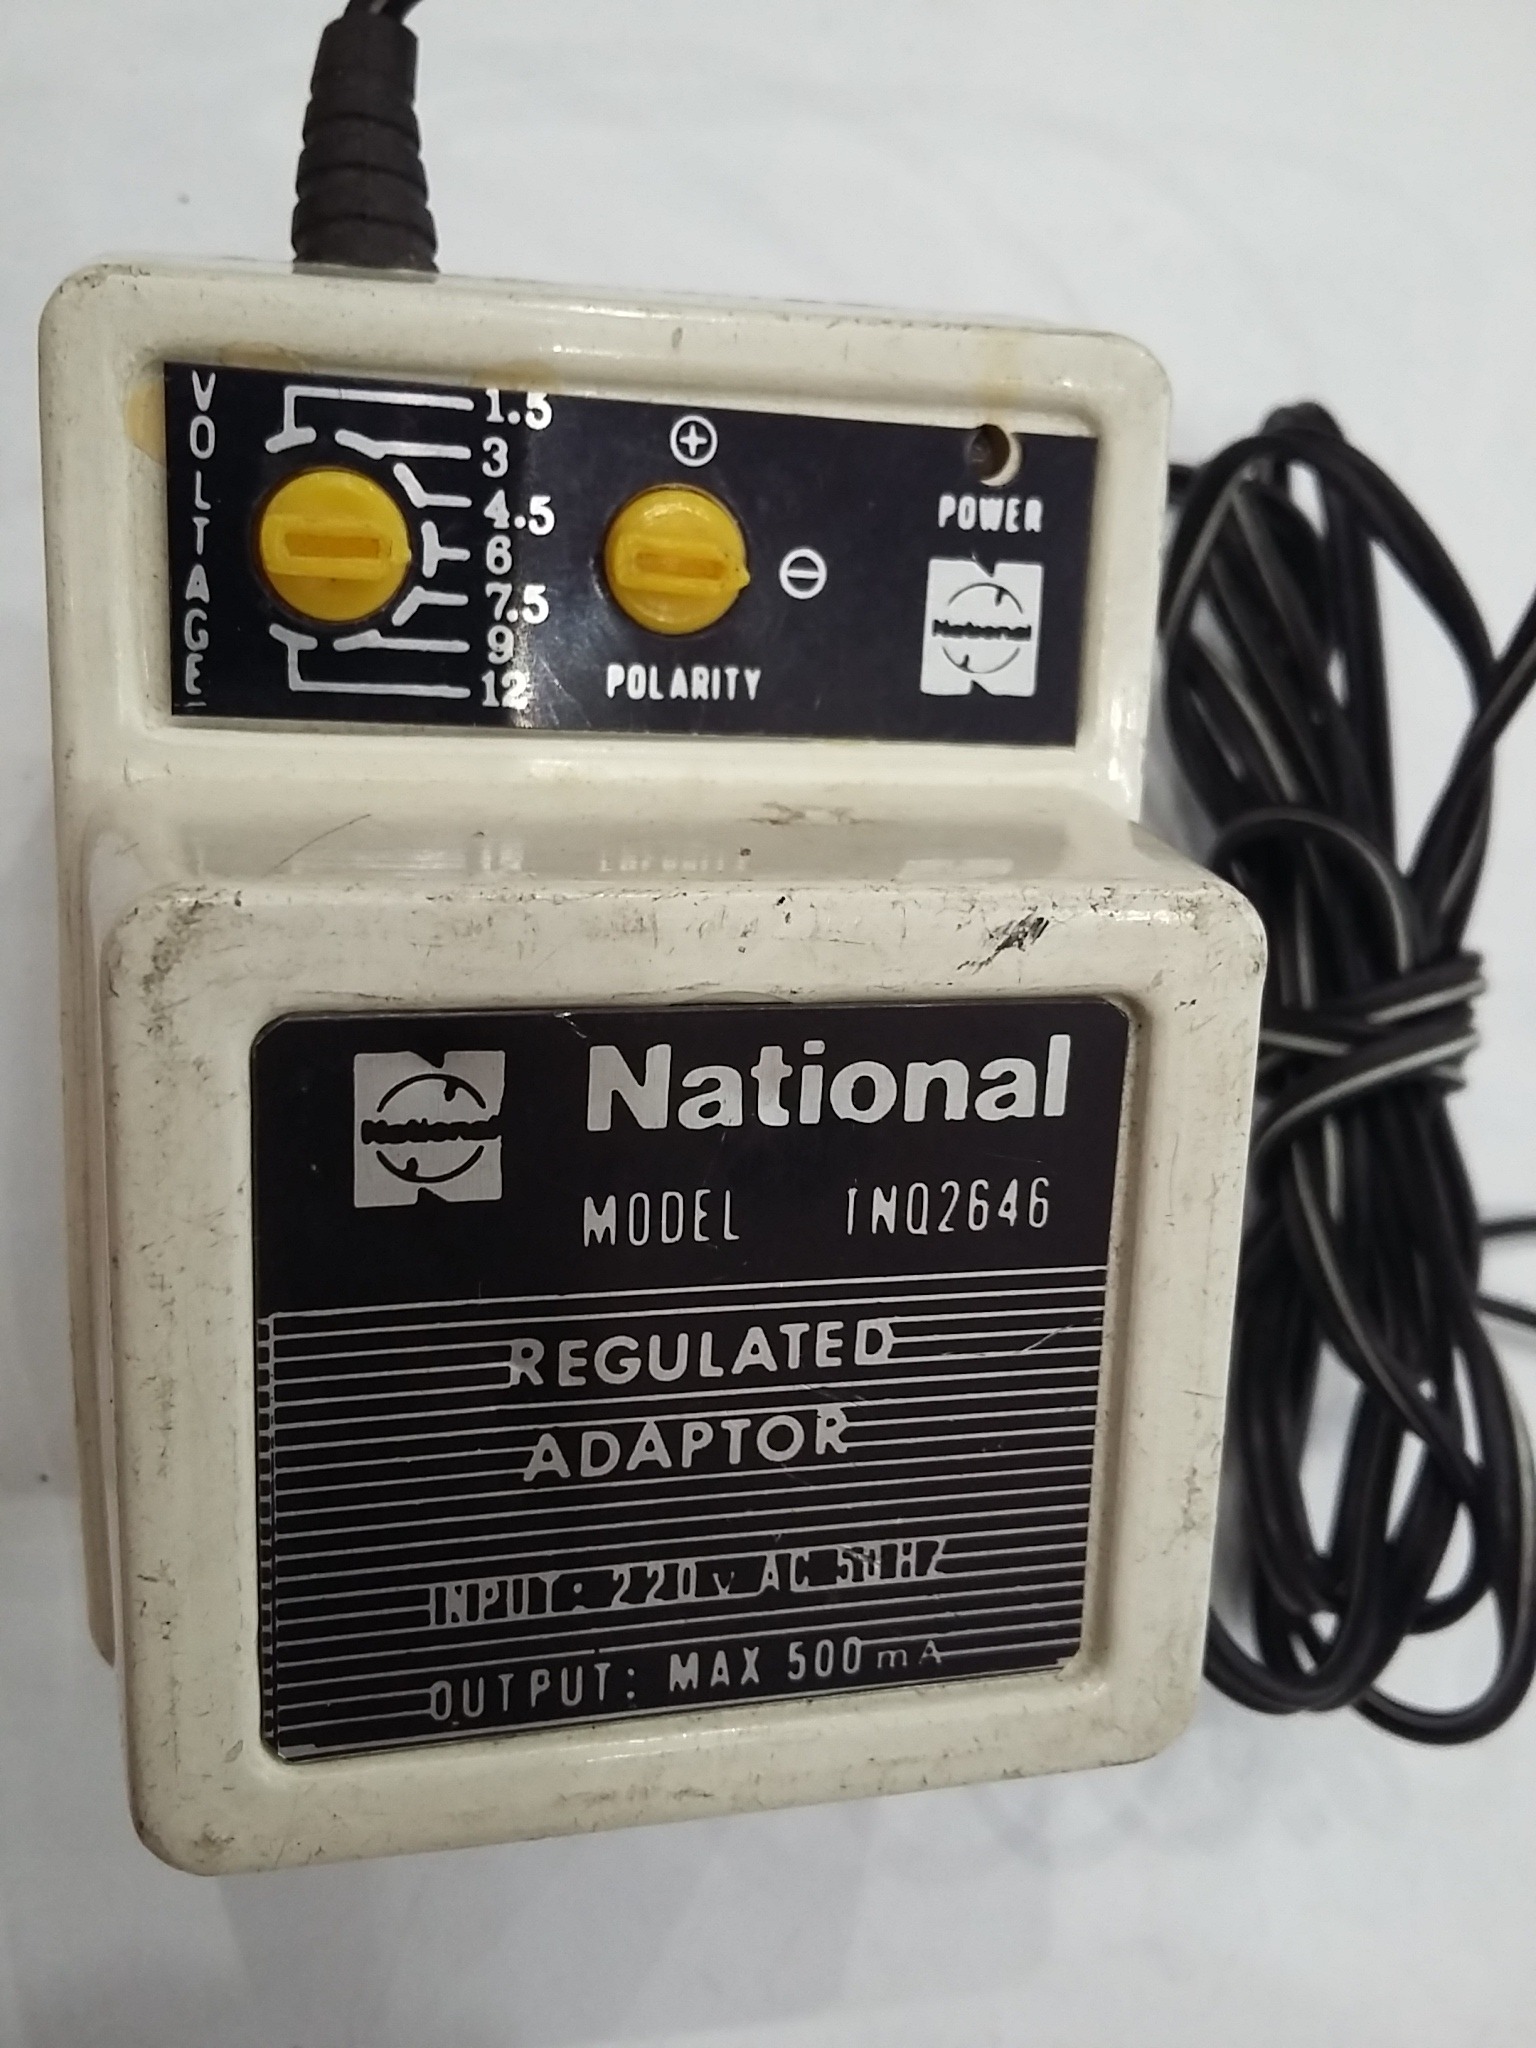 VOLTAGE
1.5
3
4.5
6
7.5
9
12
+
−
POLARITY
POWER
National
National
National
MODEL TNQ2646
REGULATED
ADAPTOR
INPUT: 220V AC 50HZ
OUTPUT: MAX 500mA